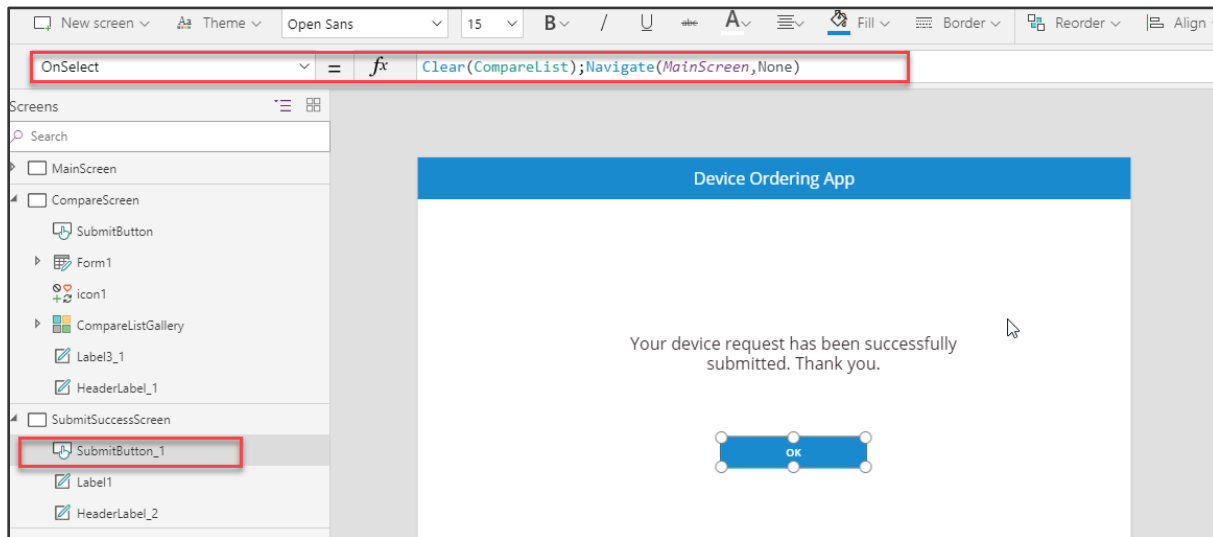 New screen Theme Open Sans 15 B / U abc A Fill Border Reorder Align
OnSelect = fx Clear(CompareList);Navigate(MainScreen,None)
Screens
Search
MainScreen
CompareScreen
SubmitButton
Form1
icon1
CompareListGallery
Label3_1
HeaderLabel_1
SubmitSuccessScreen
SubmitButton_1
Label1
HeaderLabel_2
Device Ordering App
Your device request has been successfully
submitted. Thank you.
OK